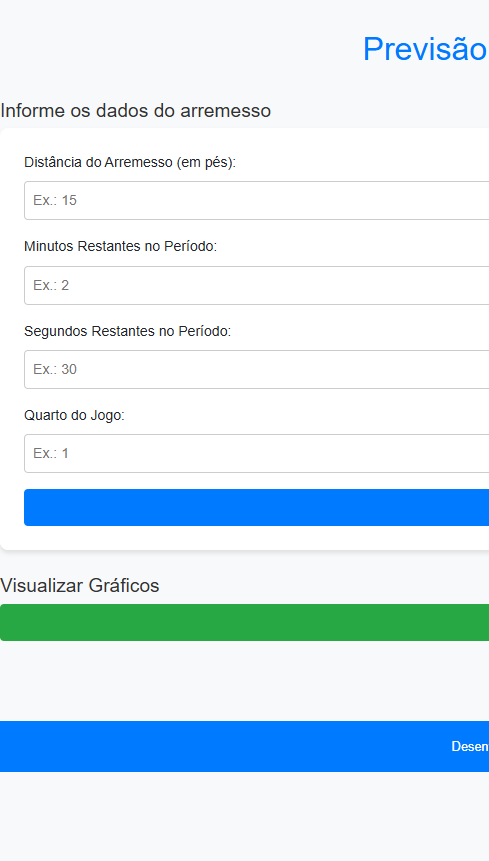 Previsão
Informe os dados do arremesso
Distância do Arremesso (em pés):
Ex.: 15
Minutos Restantes no Período:
Ex.: 2
Segundos Restantes no Período:
Ex.: 30
Quarto do Jogo:
Ex.: 1
Visualizar Gráficos
Desen